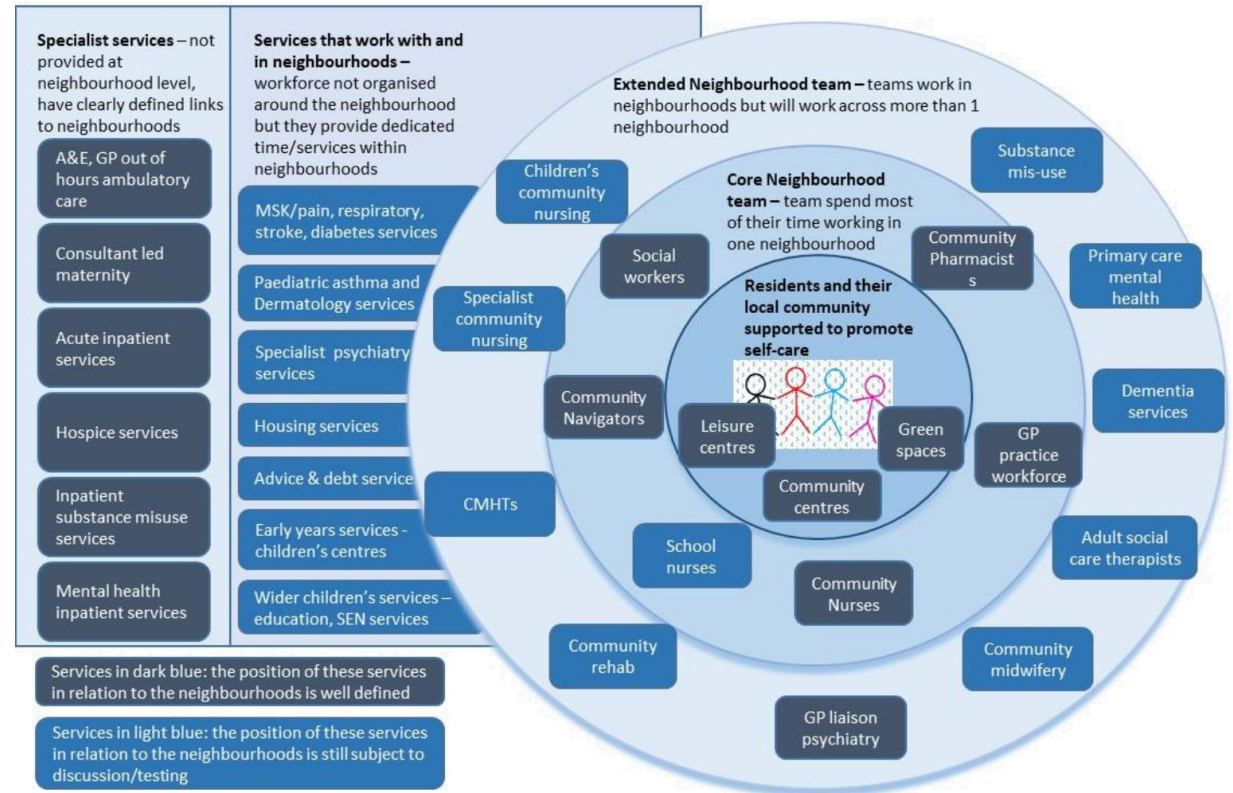 Specialist services – not
provided at
neighbourhood level,
have clearly defined links
to neighbourhoods
A&E, GP out of
hours ambulatory
care
Consultant led
maternity
Acute inpatient
services
Hospice services
Inpatient
substance misuse
services
Mental health
inpatient services
Services that work with and
in neighbourhoods –
workforce not organised
around the neighbourhood
but they provide dedicated
time/services within
neighbourhoods
MSK/pain, respiratory,
stroke, diabetes services
Paediatric asthma and
Dermatology services
Specialist psychiatry
services
Housing services
Advice & debt service
Early years services -
children's centres
Wider children's services –
education, SEN services
Extended Neighbourhood team – teams work in
neighbourhoods but will work across more than 1
neighbourhood
Children's
community
nursing
Specialist
community
nursing
CMHTs
Community
rehab
GP liaison
psychiatry
Community
midwifery
Adult social
care therapists
Dementia
services
Primary care
mental
health
Substance
mis-use
Core Neighbourhood
team – team spend most
of their time working in
one neighbourhood
Social
workers
Community
Navigators
School
nurses
Community
Nurses
GP
practice
workforce
Community
Pharmacist
s
Residents and their
local community
supported to promote
self-care
Leisure
centres
Community
centres
Green
spaces
Services in dark blue: the position of these services
in relation to the neighbourhoods is well defined
Services in light blue: the position of these services
in relation to the neighbourhoods is still subject to
discussion/testing